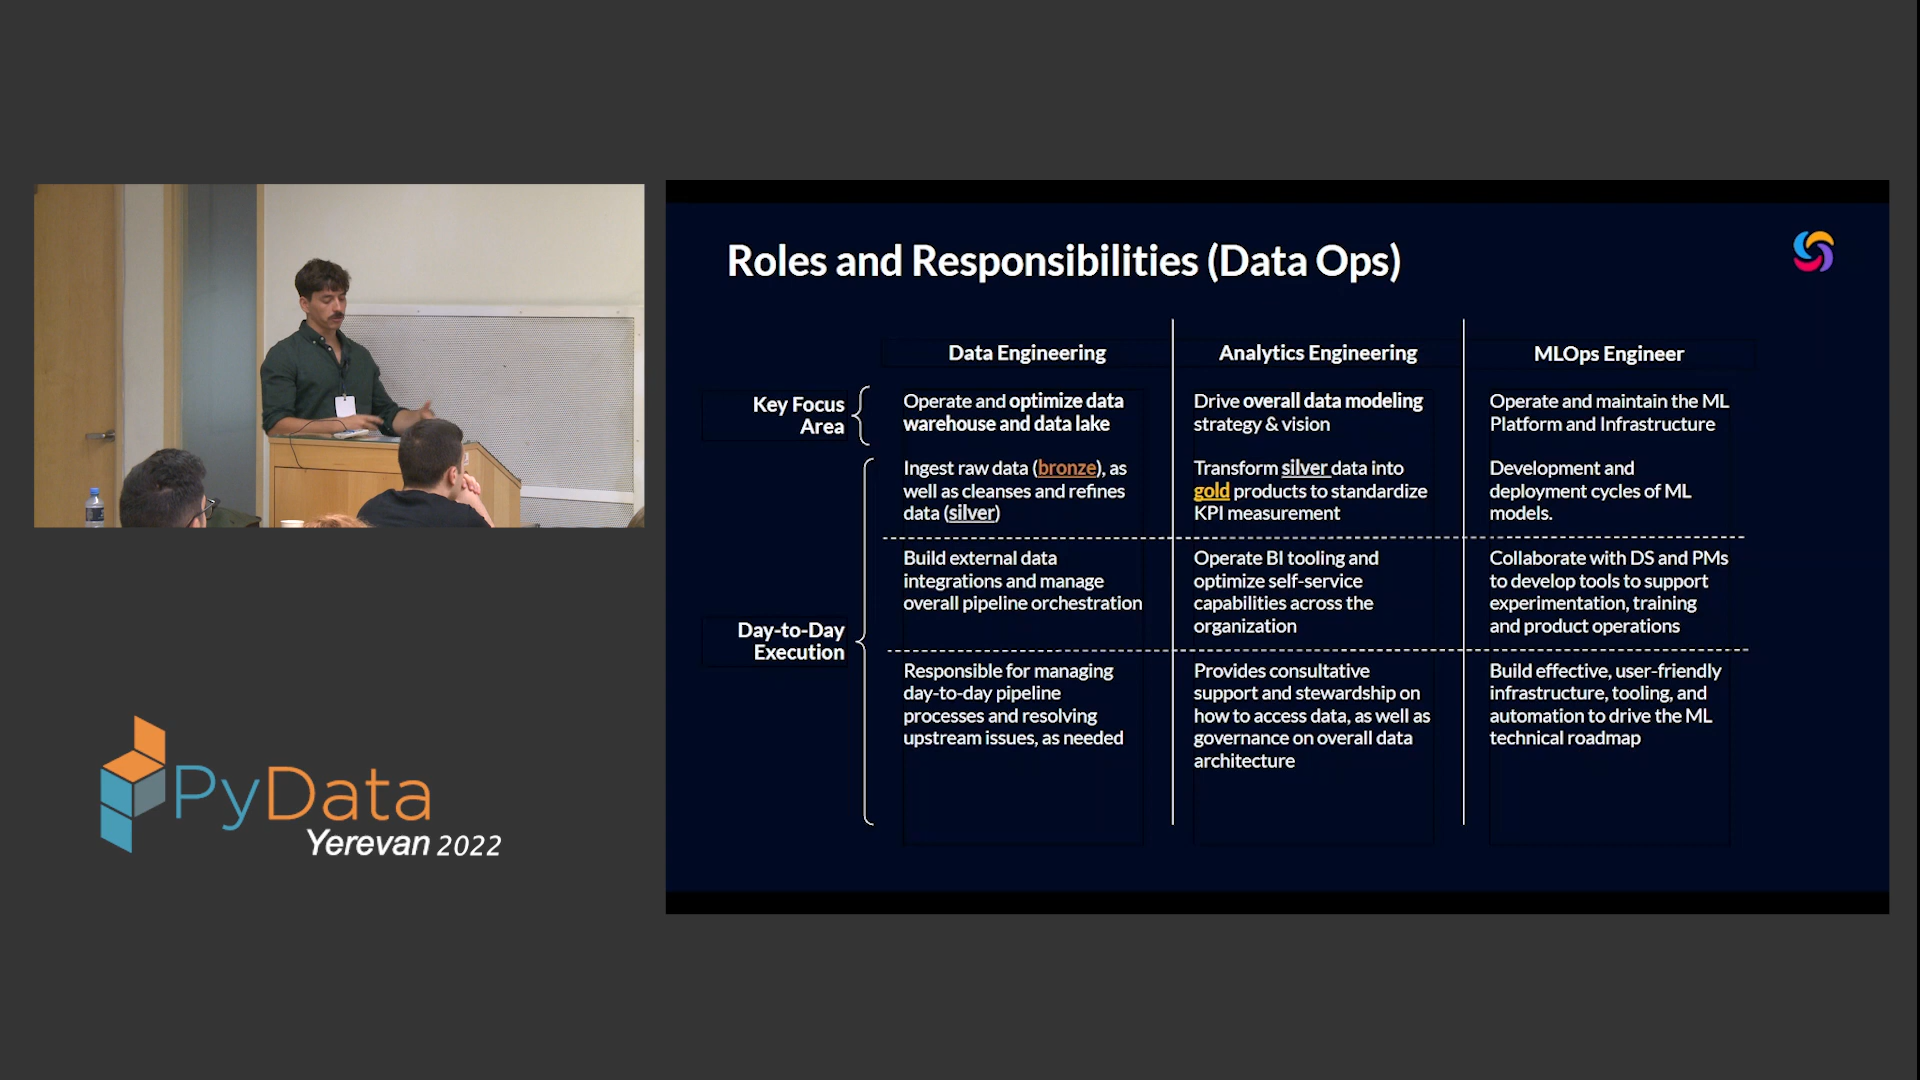 Roles and Responsibilities (Data Ops)
Data Engineering
Analytics Engineering
MLOps Engineer
Key Focus
Area
Operate and optimize data
warehouse and data lake
Drive overall data modeling
strategy & vision
Operate and maintain the ML
Platform and Infrastructure
Day-to-Day
Execution
Ingest raw data (bronze), as
well as cleanses and refines
data (silver)
Transform silver data into
gold products to standardize
KPI measurement
Development and
deployment cycles of ML
models.
Build external data
integrations and manage
overall pipeline orchestration
Operate BI tooling and
optimize self-service
capabilities across the
organization
Collaborate with DS and PMs
to develop tools to support
experimentation, training
and product operations
Responsible for managing
day-to-day pipeline
processes and resolving
upstream issues, as needed
Provides consultative
support and stewardship on
how to access data, as well as
governance on overall data
architecture
Build effective, user-friendly
infrastructure, tooling, and
automation to drive the ML
technical roadmap
PyData
Yerevan 2022